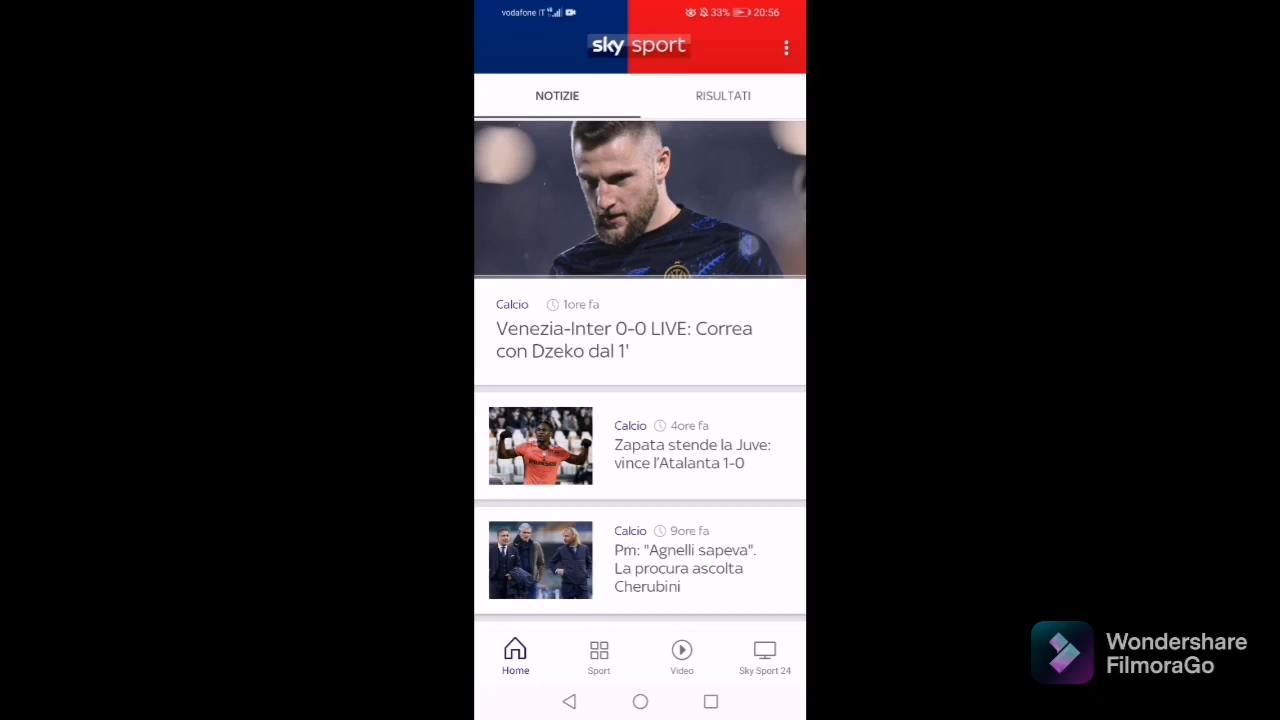 vodafone IT 33% 20:56
sky sport
NOTIZIE RISULTATI
Calcio 1ore fa
Venezia-Inter 0-0 LIVE: Correa
con Dzeko dal 1'
Calcio 4ore fa
Zapata stende la Juve:
vince l'Atalanta 1-0
Calcio 9ore fa
Pm: "Agnelli sapeva".
La procura ascolta
Cherubini
Home Sport Video Sky Sport 24
Wondershare
FilmoraGo